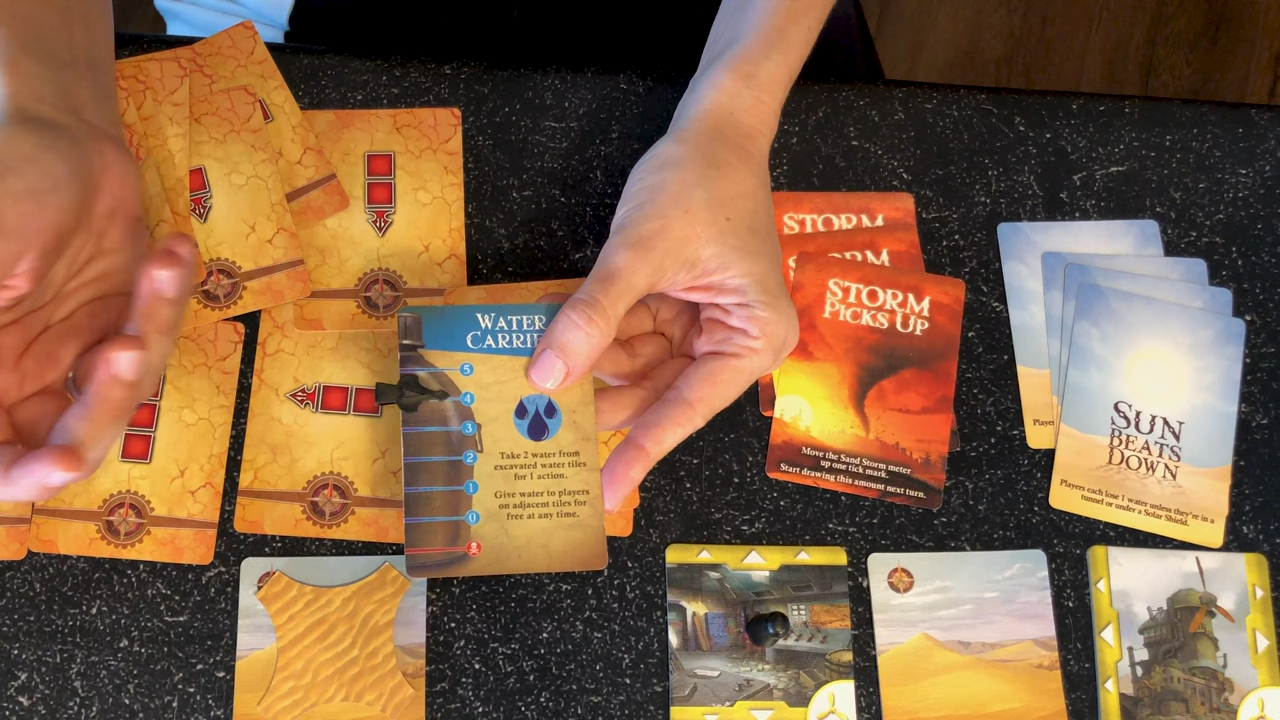 WATER
5
4
3
2
1
0
Take 2 water from
excavated water tiles
for 1 action.
Give water to players
on adjacent tiles for
free at any time.
STORM
STORM
STORM
PICKS UP
Move the Sand Storm meter
up one tick mark.
Start drawing this amount next turn.
SUN
BEATS
DOWN
Players each lose 1 water unless they're in a
tunnel or under a Solar Shield.